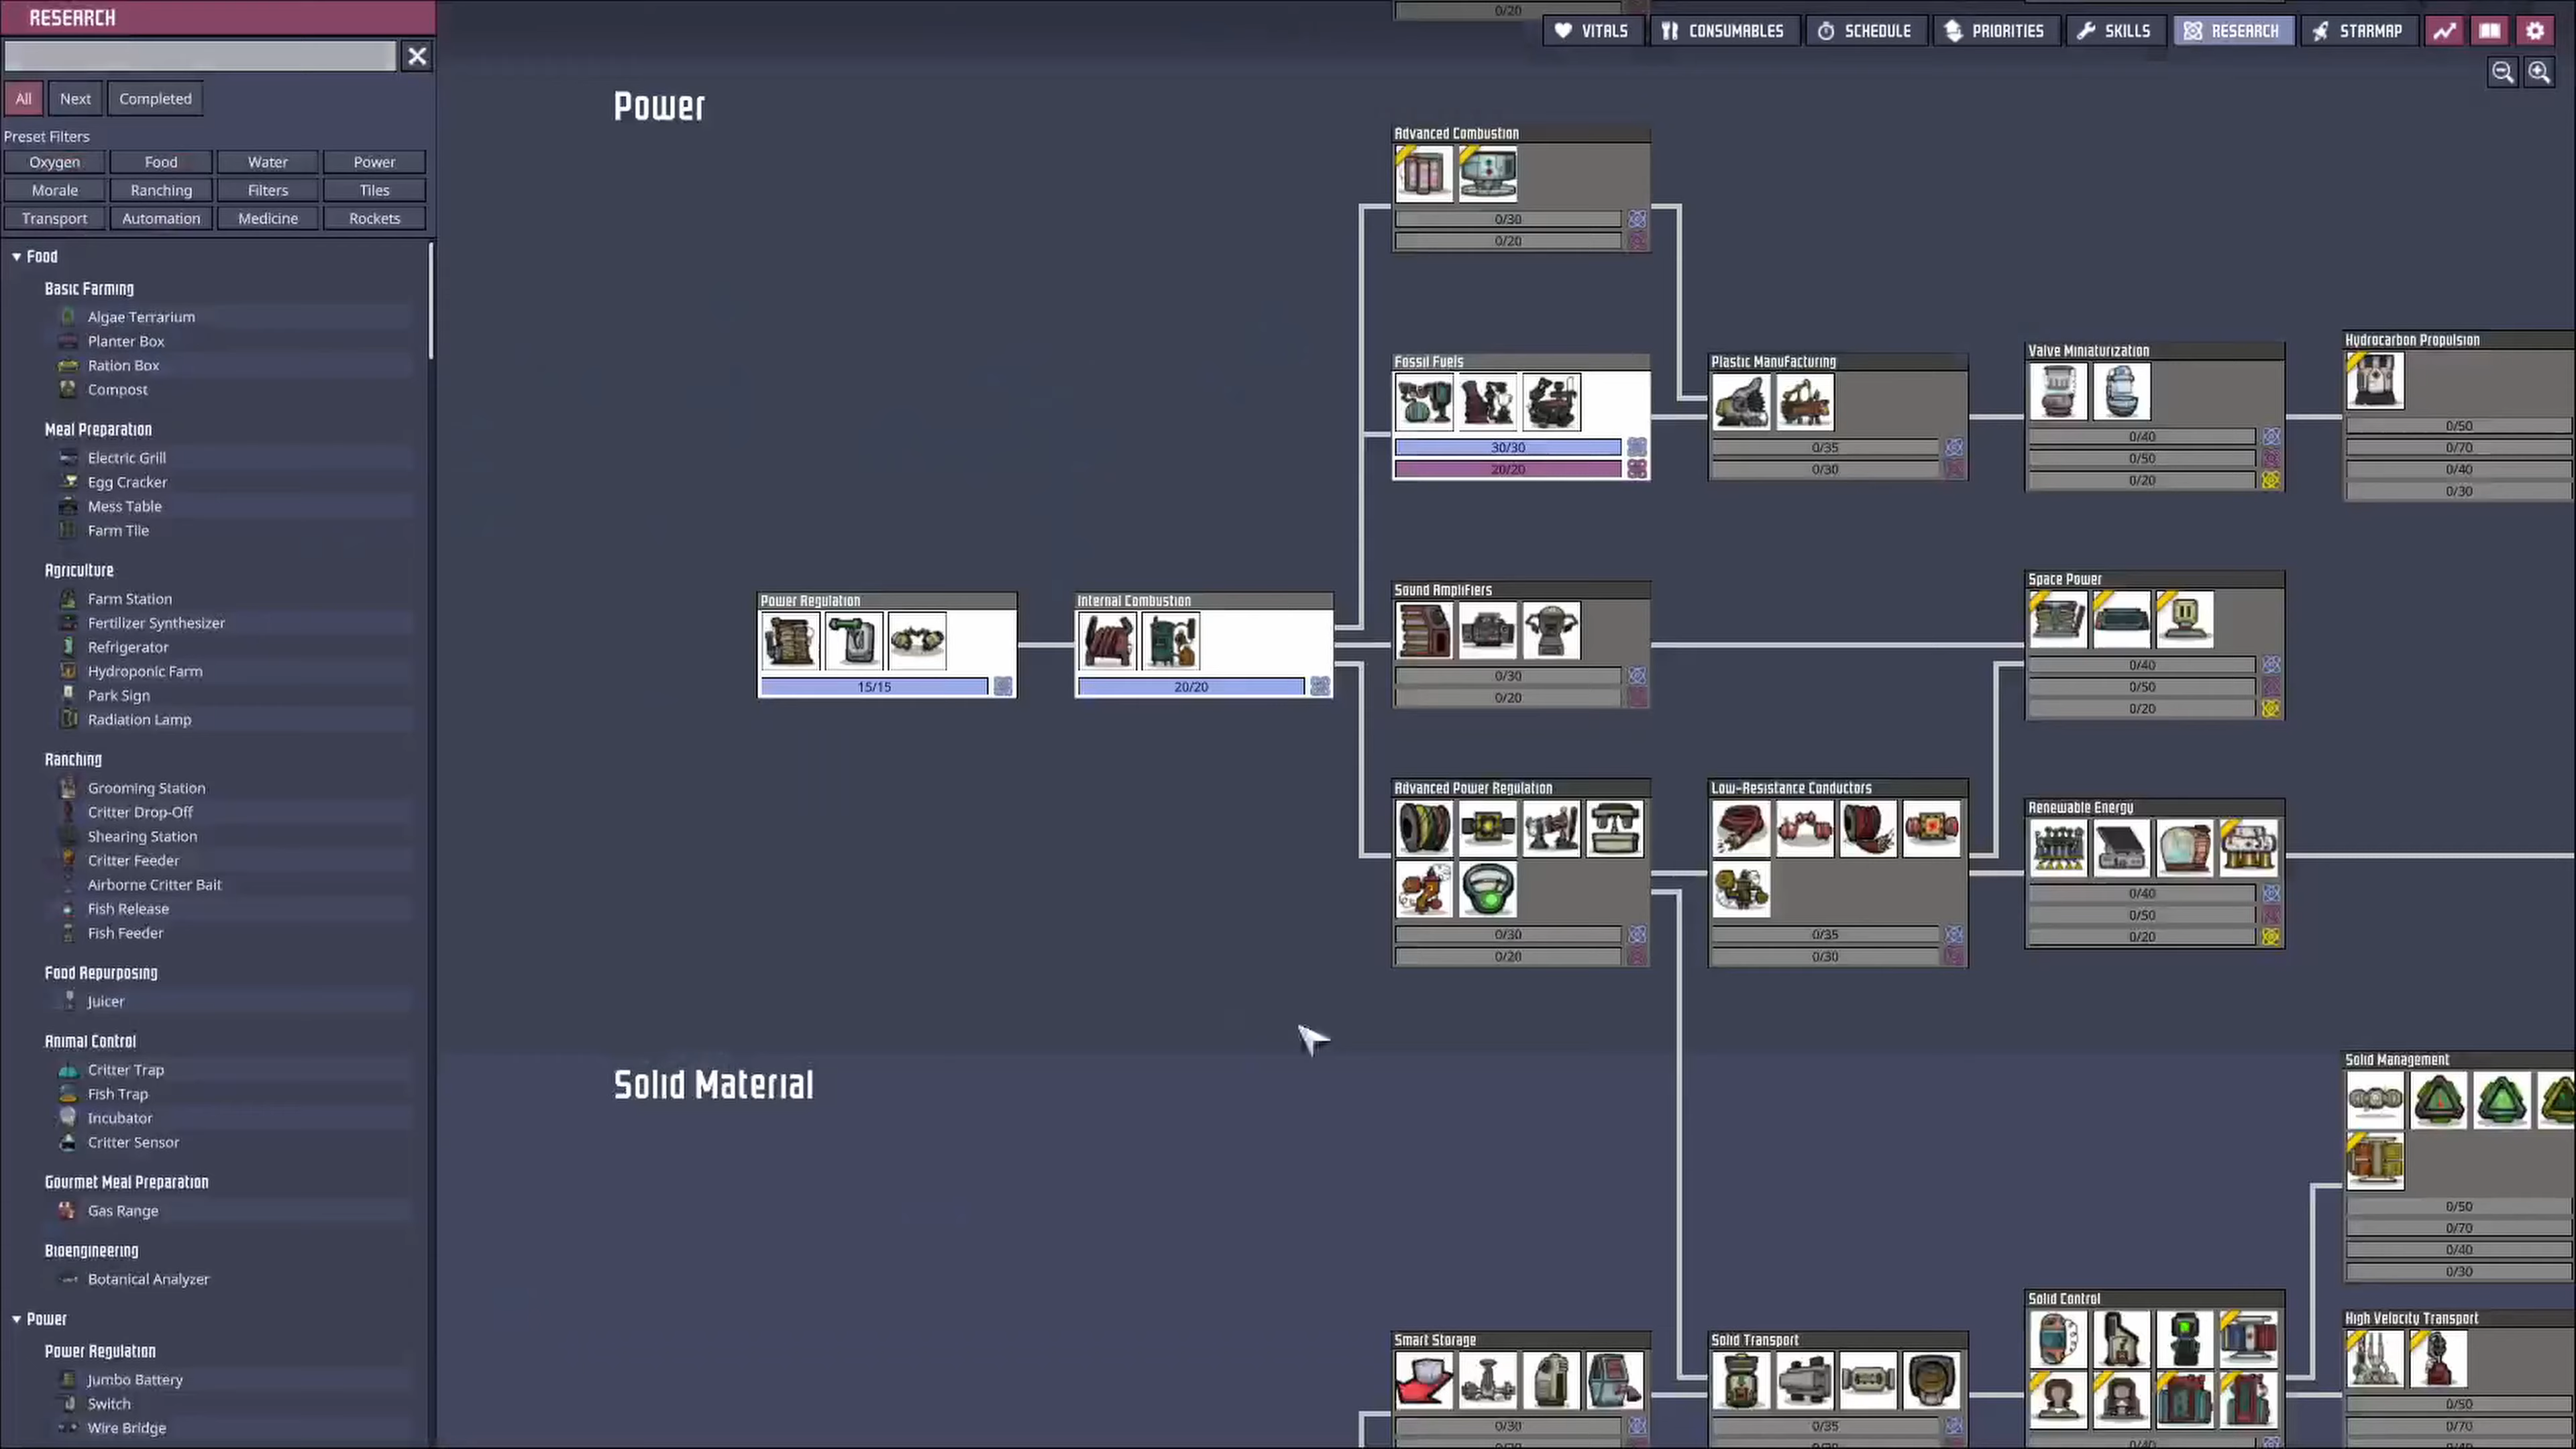 RESEARCH
All
Next
Completed
Preset Filters
Oxygen
Food
Water
Power
Morale
Ranching
Filters
Tiles
Transport
Automation
Medicine
Rockets
Food
Basic Farming
Algae Terrarium
Planter Box
Ration Box
Compost
Meal Preparation
Electric Grill
Egg Cracker
Mess Table
Farm Tile
Agriculture
Farm Station
Fertilizer Synthesizer
Refrigerator
Hydroponic Farm
Park Sign
Radiation Lamp
Ranching
Grooming Station
Critter Drop-Off
Shearing Station
Critter Feeder
Airborne Critter Bait
Fish Release
Fish Feeder
Food Repurposing
Juicer
Animal Control
Critter Trap
Fish Trap
Incubator
Critter Sensor
Gourmet Meal Preparation
Gas Range
Bioengineering
Botanical Analyzer
Power
Power Regulation
Jumbo Battery
Switch
Wire Bridge
0/20
VITALS
CONSUMABLES
SCHEDULE
PRIORITIES
SKILLS
RESEARCH
STARMAP
Power
Advanced Combustion
0/30
0/20
Fossil Fuels
30/30
20/20
Plastic Manufacturing
0/35
0/30
Valve Miniaturization
0/40
0/50
0/20
Hydrocarbon Propulsion
0/50
0/70
0/40
0/30
Power Regulation
15/15
Internal Combustion
20/20
Sound Amplifiers
0/30
0/20
Space Power
0/40
0/50
0/20
Advanced Power Regulation
0/30
0/20
Low-Resistance Conductors
0/35
0/30
Renewable Energy
0/40
0/50
0/20
Solid Material
Solid Management
0/50
0/70
0/40
0/30
Smart Storage
0/30
Solid Transport
0/35
Solid Control
High Velocity Transport
0/50
0/70